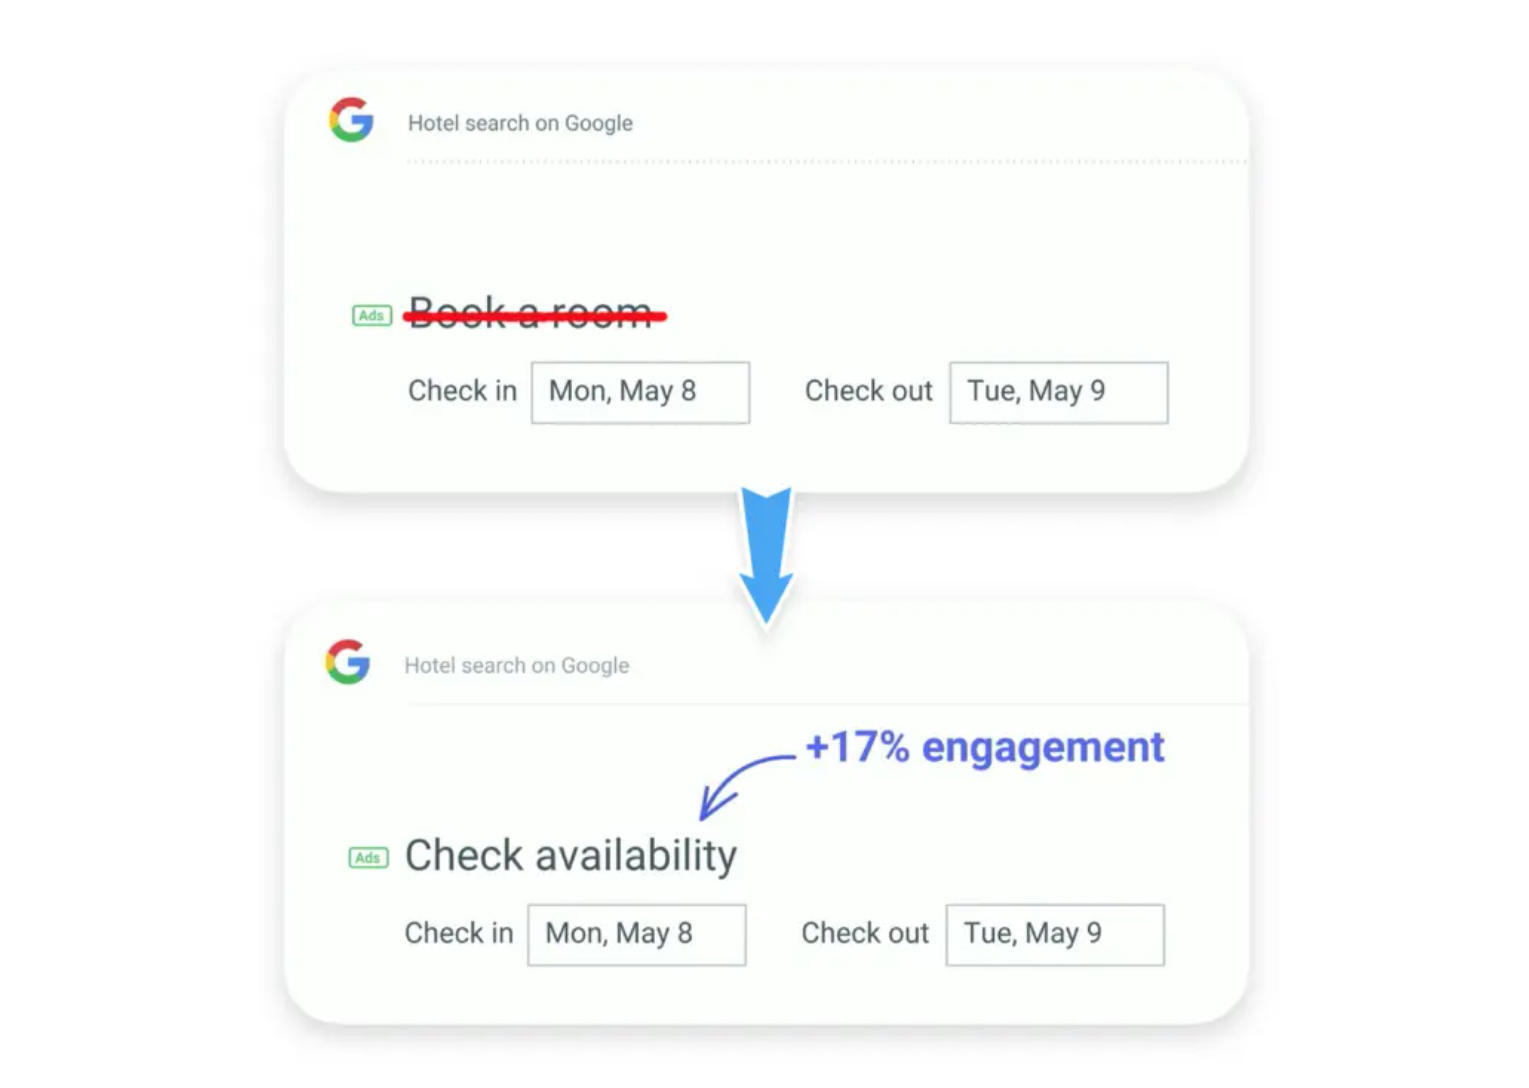 Hotel search on Google
Ads Book a room
Check in Mon, May 8 Check out Tue, May 9
Hotel search on Google
+17% engagement
Ads Check availability
Check in Mon, May 8 Check out Tue, May 9